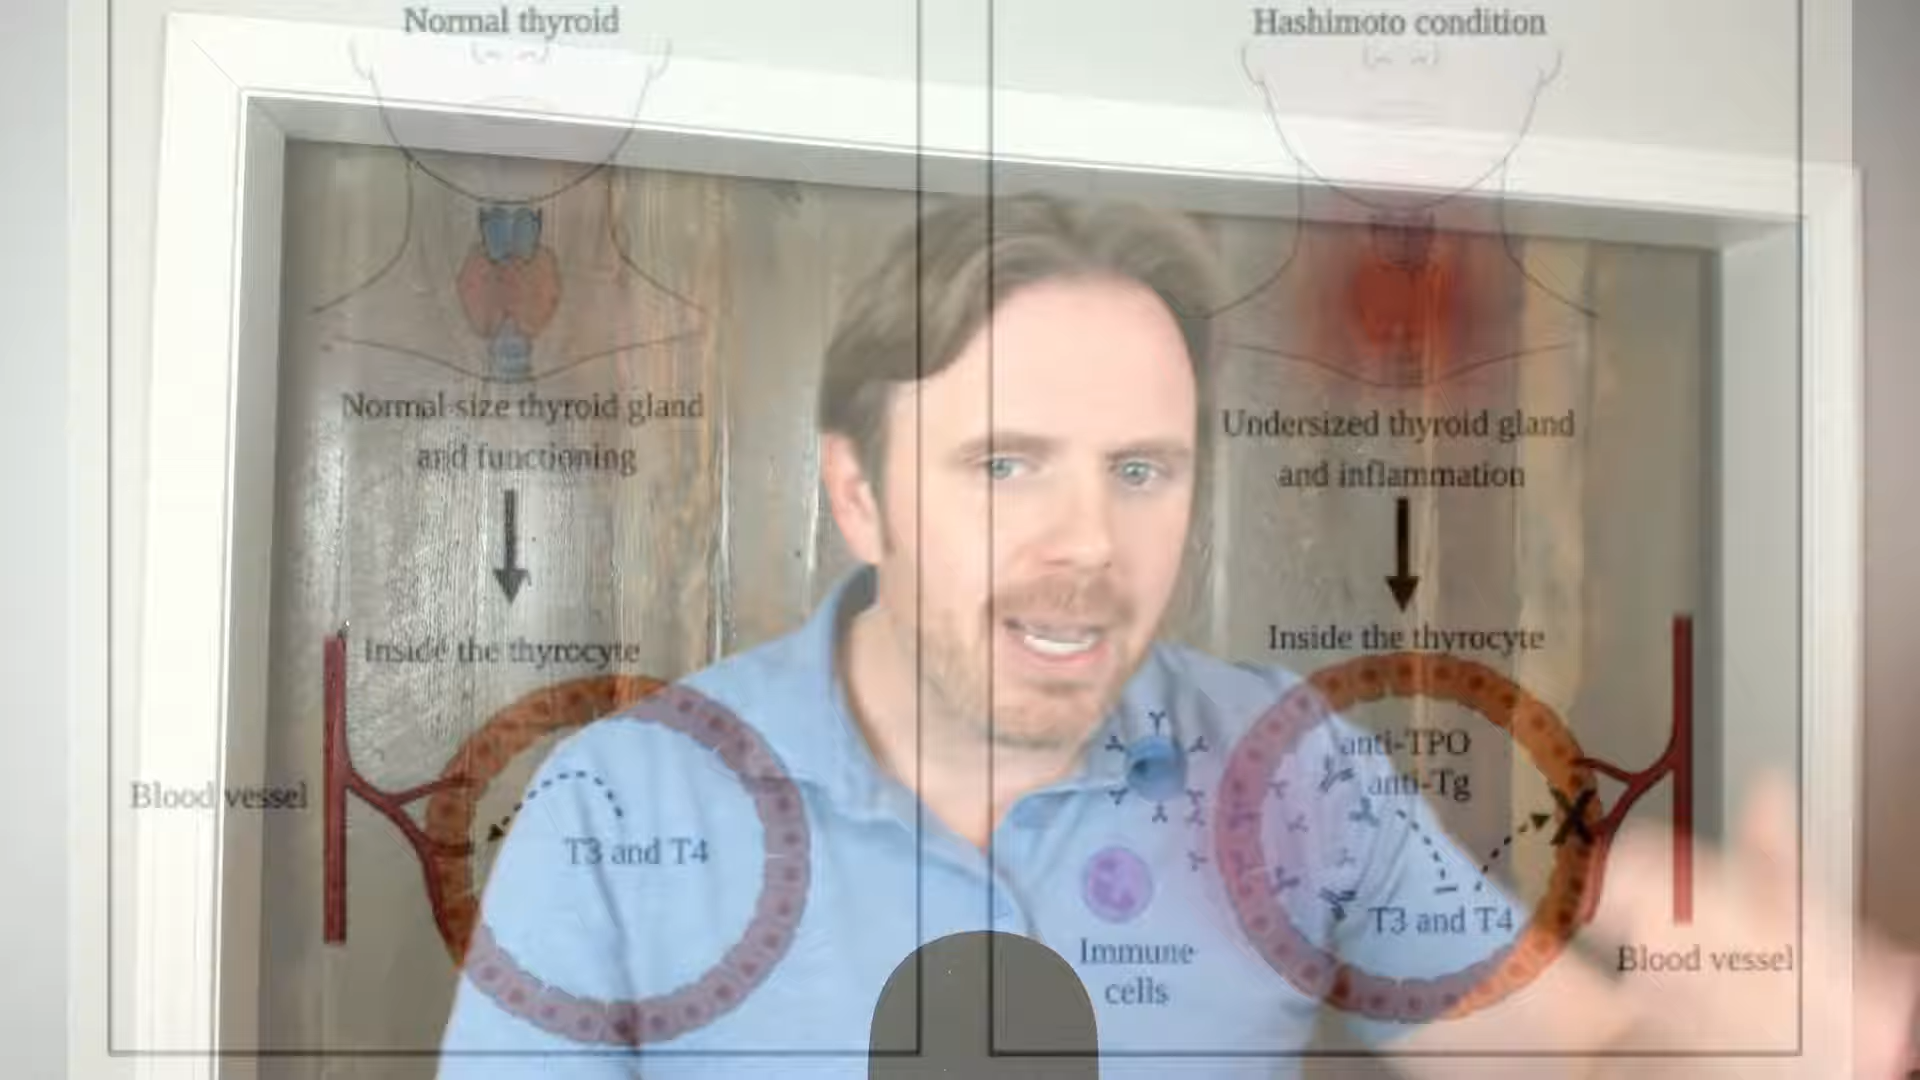 Normal thyroid
Normal-size thyroid gland
and functioning
Inside the thyrocyte
Blood vessel
T3 and T4
Hashimoto condition
Undersized thyroid gland
and inflammation
Inside the thyrocyte
anti-TPO
anti-Tg
T3 and T4
Immune
cells
Blood vessel